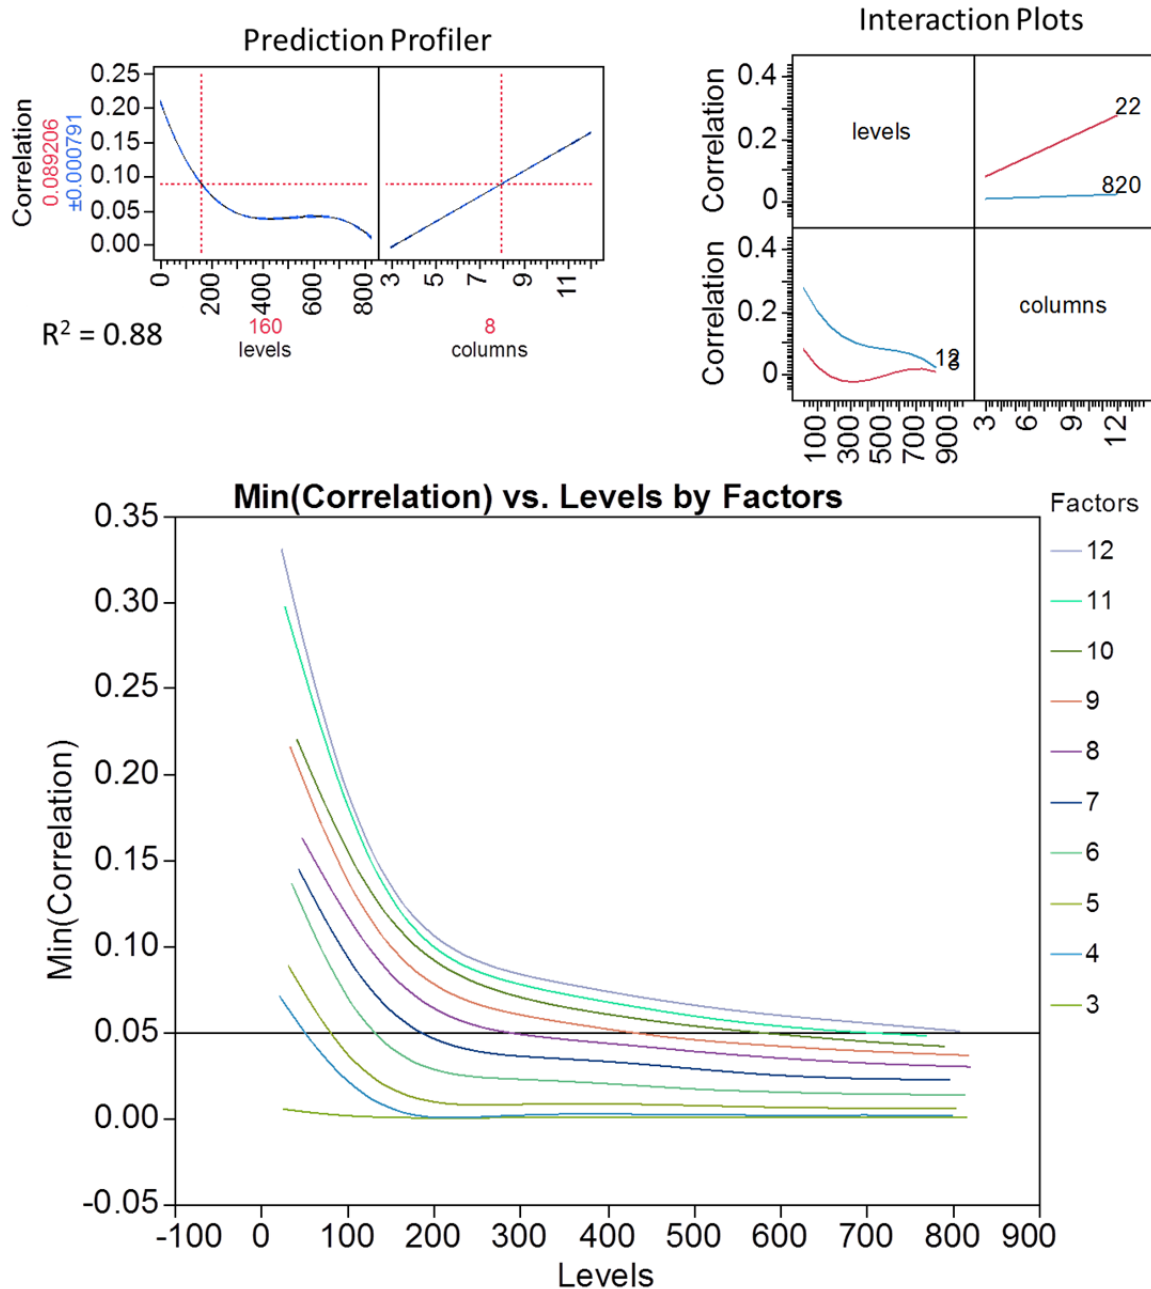 Prediction Profiler
Correlation
0.089206
±0.000791
0.25
0.20
0.15
0.10
0.05
0.00
0 200 400 600 800
3 5 7 9 11
160
levels
8
columns
R² = 0.88
Interaction Plots
Correlation
0.4
0.2
0
levels
22
820
Correlation
0.4
0.2
0
12
3
columns
100 300 500 700 900
3 6 9 12
Min(Correlation) vs. Levels by Factors
Min(Correlation)
0.35
0.30
0.25
0.20
0.15
0.10
0.05
0.00
-0.05
-100 0 100 200 300 400 500 600 700 800 900
Levels
Factors
12
11
10
9
8
7
6
5
4
3